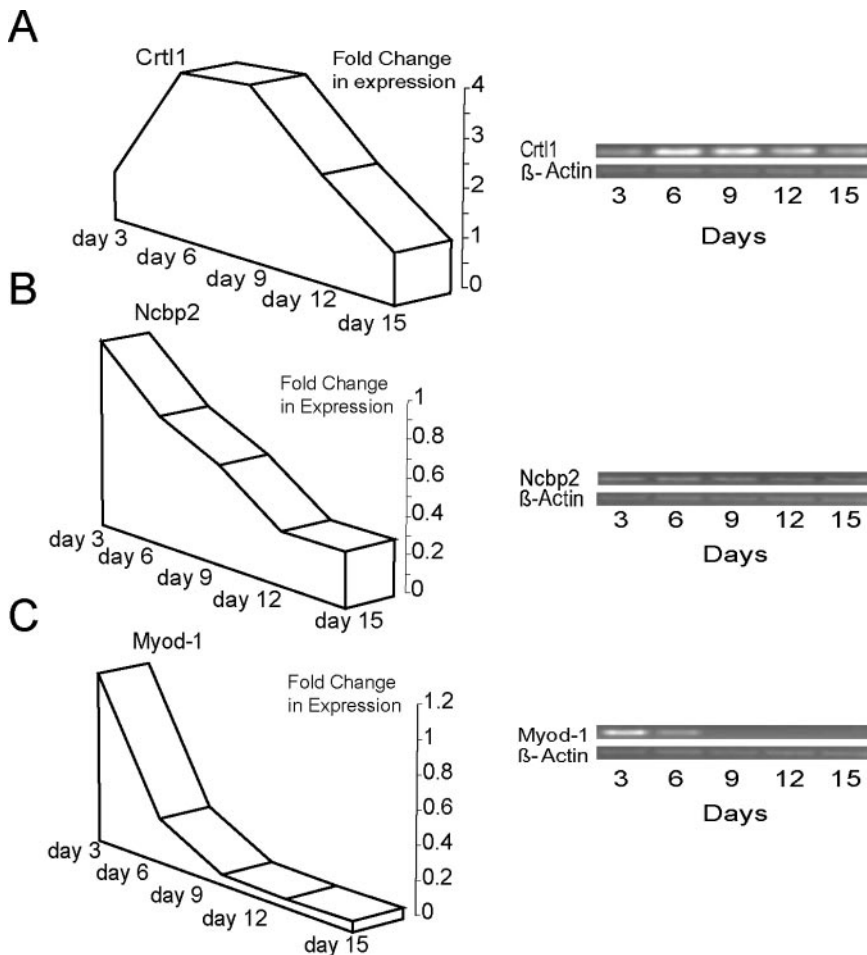 A
Crtl1
Fold Change
in expression
4
3
2
1
0
day 3
day 6
day 9
day 12
day 15
Crtl1
ß-Actin
3 6 9 12 15
Days
B
Ncbp2
Fold Change
in Expression
1
0.8
0.6
0.4
0.2
0
day 3
day 6
day 9
day 12
day 15
Ncbp2
ß-Actin
3 6 9 12 15
Days
C
Myod-1
Fold Change
in Expression
1.2
1
0.8
0.6
0.4
0.2
0
day 3
day 6
day 9
day 12
day 15
Myod-1
ß-Actin
3 6 9 12 15
Days